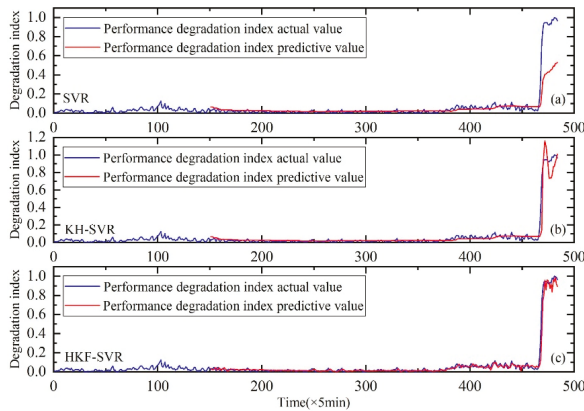 1.0
0.8
0.6
0.4
0.2
0.0
Degradation index
Performance degradation index actual value
Performance degradation index predictive value
SVR
(a)
0
100
200
300
400
500
1.2
1.0
0.8
0.6
0.4
0.2
0.0
Degradation index
Performance degradation index actual value
Performance degradation index predictive value
KH-SVR
(b)
0
100
200
300
400
500
1.0
0.8
0.6
0.4
0.2
0.0
Degradation index
Performance degradation index actual value
Performance degradation index predictive value
HKF-SVR
(c)
0
100
200
300
400
500
Time(×5min)